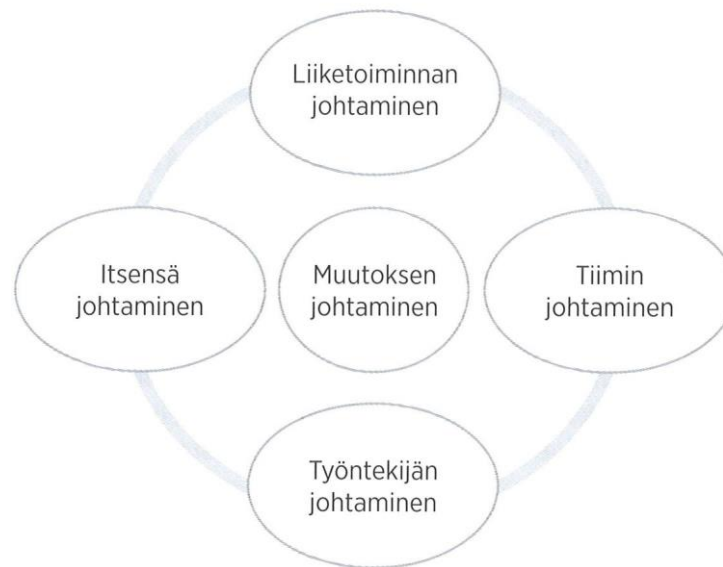 Liiketoiminnan
johtaminen
Itsensä
johtaminen
Muutoksen
johtaminen
Tiimin
johtaminen
Työntekijän
johtaminen